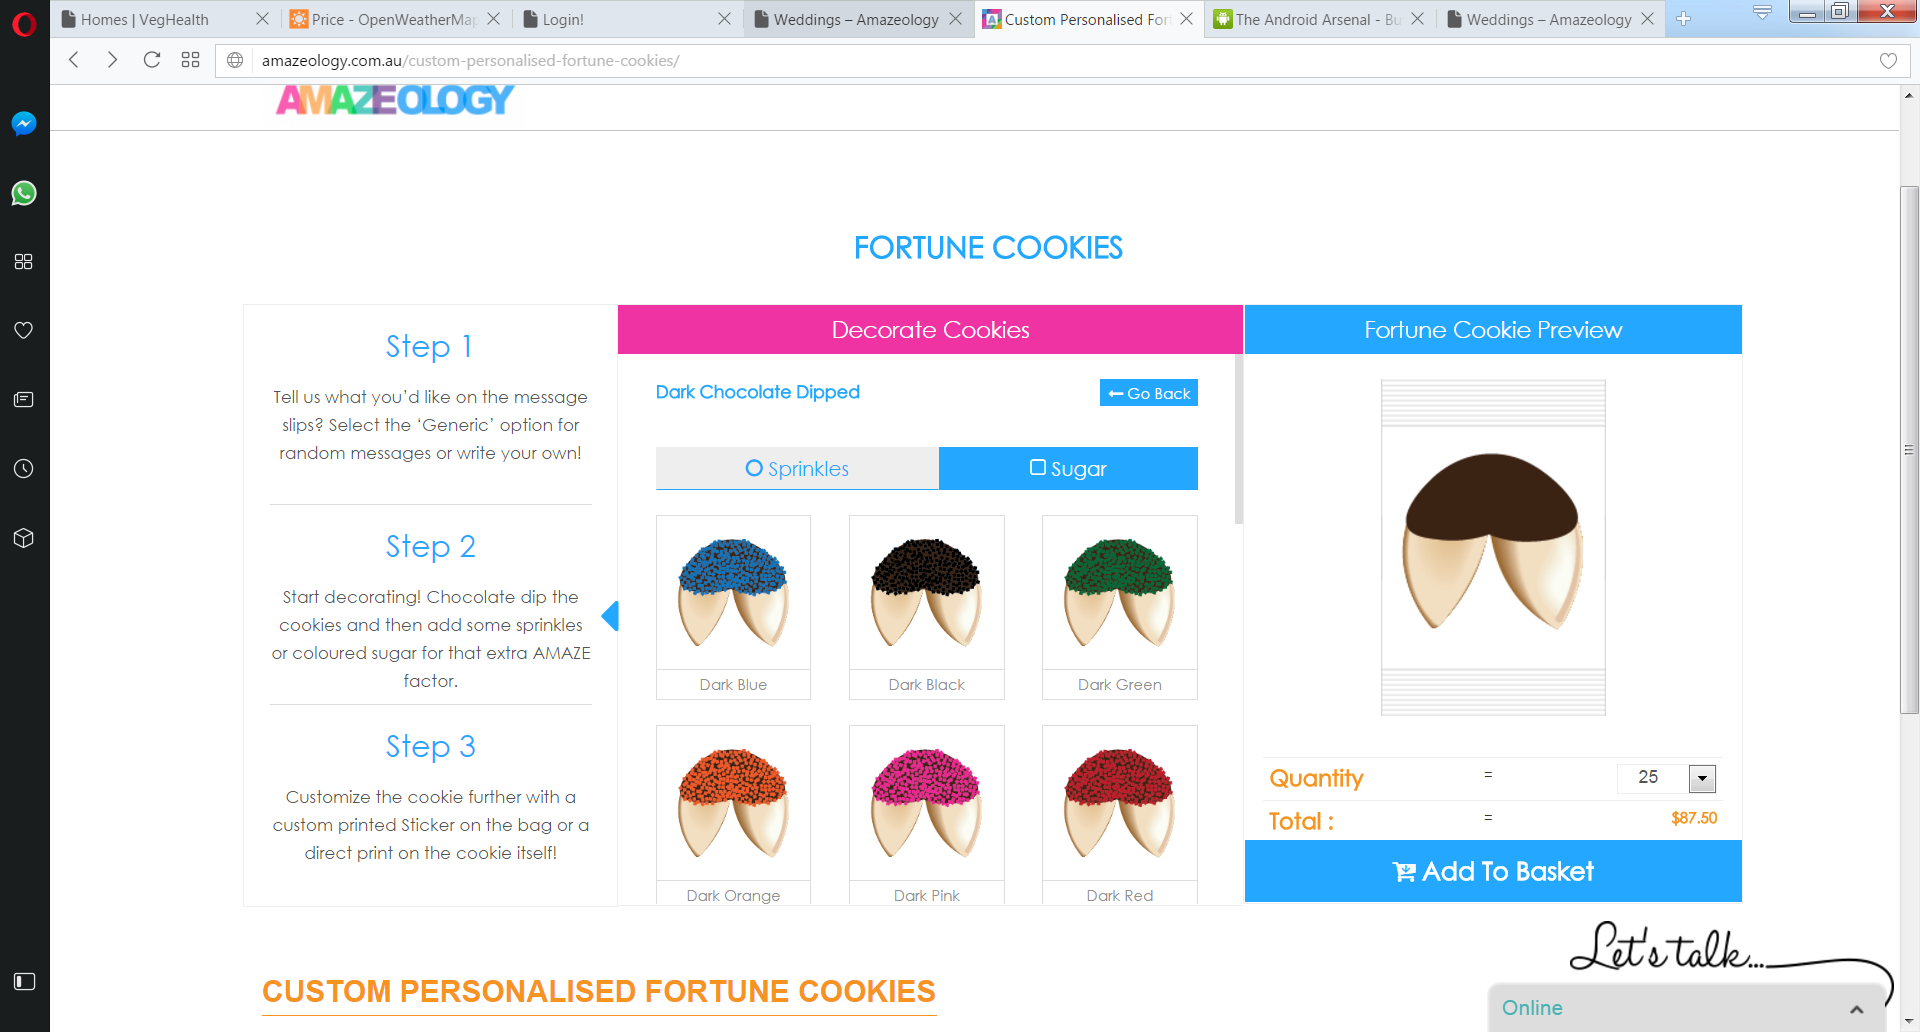 Homes | VegHealth
Price - OpenWeatherMap
Login!
Weddings – Amazeology
Custom Personalised For
The Android Arsenal - Bu
Weddings – Amazeology
amazeology.com.au/custom-personalised-fortune-cookies/
AMAZEOLOGY
FORTUNE COOKIES
Step 1
Tell us what you'd like on the message
slips? Select the ‘Generic’ option for
random messages or write your own!
Step 2
Start decorating! Chocolate dip the
cookies and then add some sprinkles
or coloured sugar for that extra AMAZE
factor.
Step 3
Customize the cookie further with a
custom printed Sticker on the bag or a
direct print on the cookie itself!
Decorate Cookies
Dark Chocolate Dipped
Go Back
Sprinkles
Sugar
Dark Blue
Dark Black
Dark Green
Dark Orange
Dark Pink
Dark Red
Fortune Cookie Preview
Quantity = 25
Total : = $87.50
Add To Basket
CUSTOM PERSONALISED FORTUNE COOKIES
Let's talk...
Online